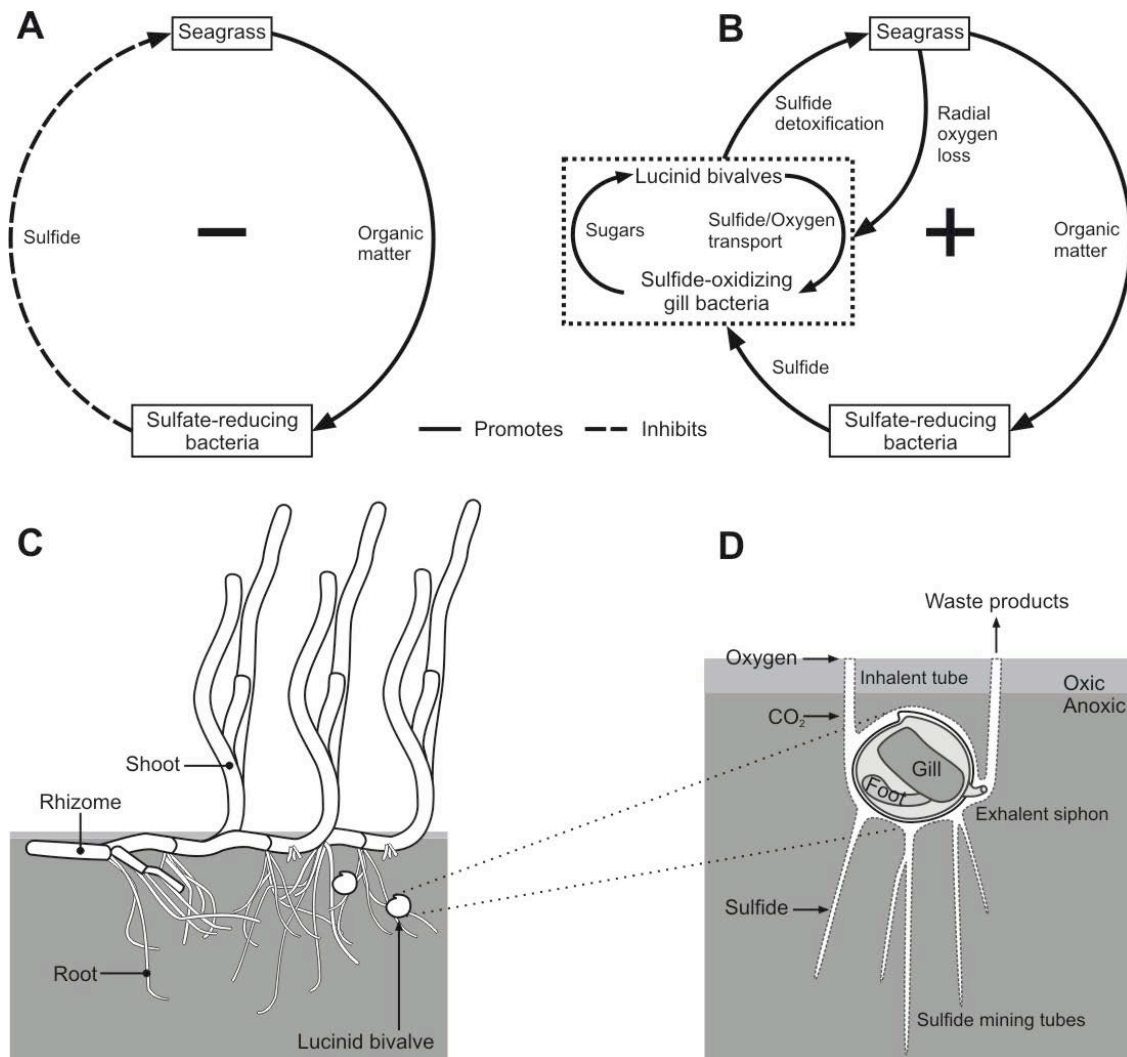 A
Seagrass
Sulfide
Organic
matter
Sulfate-reducing
bacteria
B
Seagrass
Sulfide
detoxification
Radial
oxygen
loss
Lucinid bivalves
Sugars
Sulfide/Oxygen
transport
Sulfide-oxidizing
gill bacteria
Organic
matter
Sulfide
Sulfate-reducing
bacteria
Promotes
Inhibits
C
Shoot
Rhizome
Root
Lucinid bivalve
D
Waste products
Oxygen
Inhalent tube
Oxic
Anoxic
CO₂
Gill
Foot
Exhalent siphon
Sulfide
Sulfide mining tubes